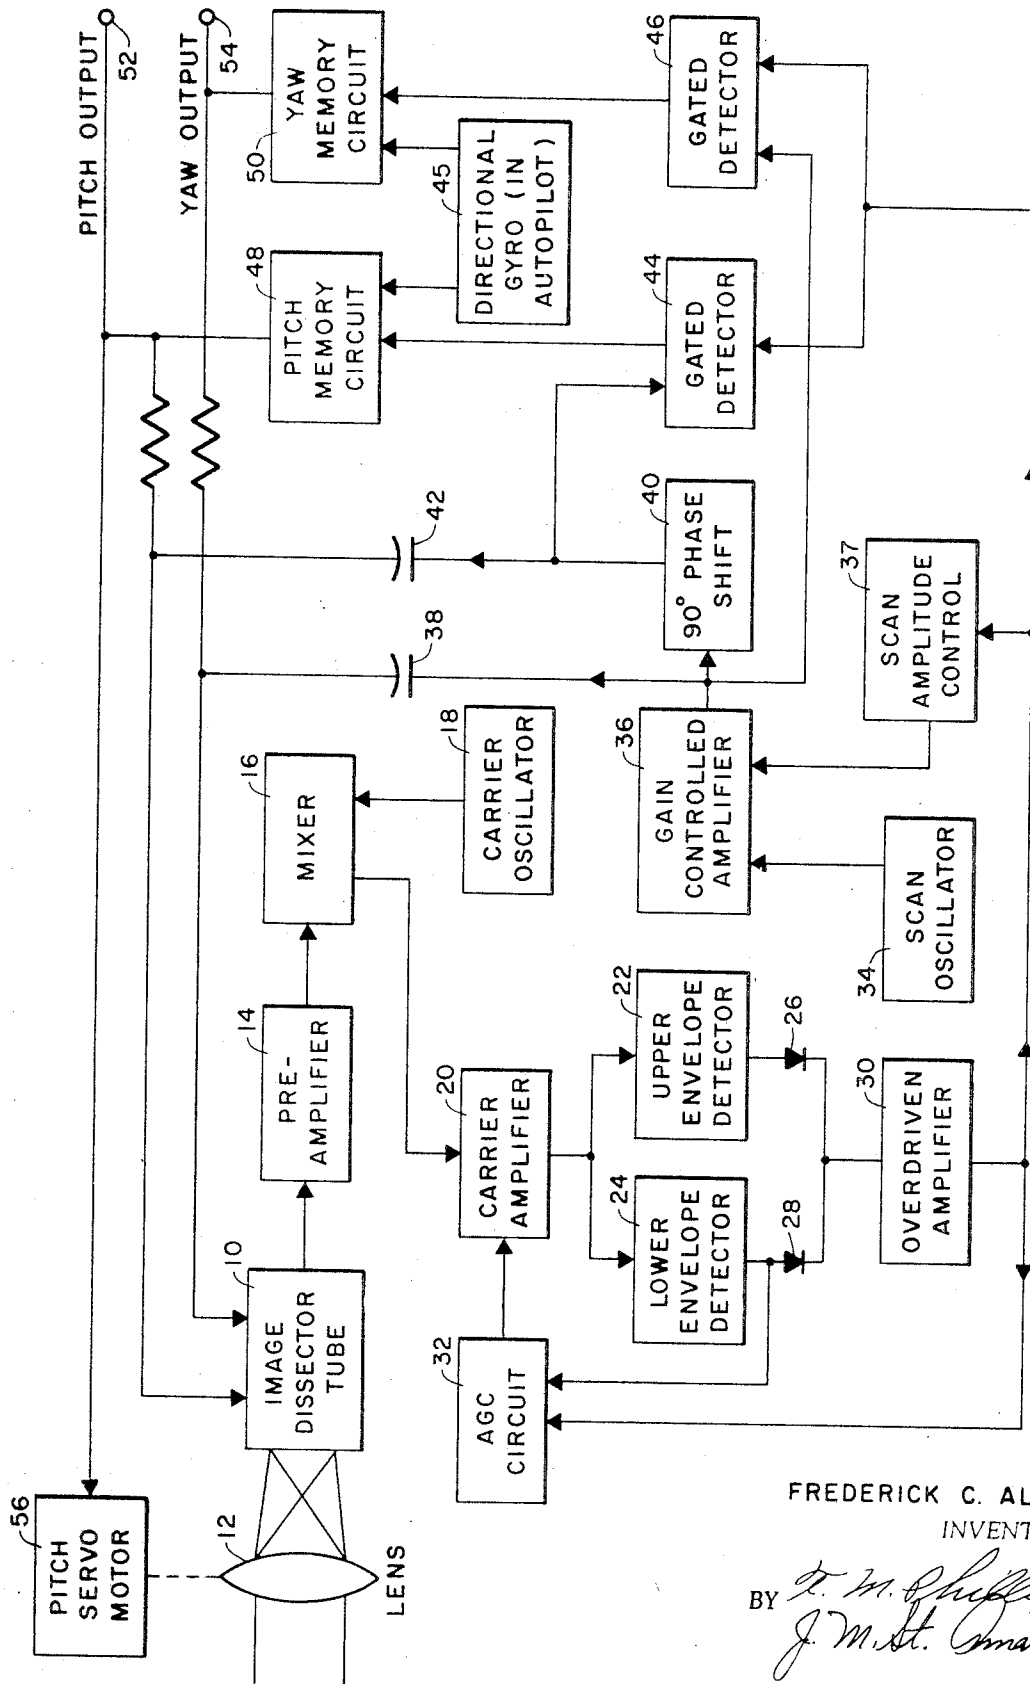 PITCH OUTPUT
52
YAW OUTPUT
54
56
PITCH
SERVO
MOTOR
12
LENS
10
IMAGE
DISSECTOR
TUBE
14
PRE-
AMPLIFIER
16
MIXER
18
CARRIER
OSCILLATOR
20
CARRIER
AMPLIFIER
22
UPPER
ENVELOPE
DETECTOR
24
LOWER
ENVELOPE
DETECTOR
26
28
30
OVERDRIVEN
AMPLIFIER
32
AGC
CIRCUIT
34
SCAN
OSCILLATOR
36
GAIN
CONTROLLED
AMPLIFIER
37
SCAN
AMPLITUDE
CONTROL
38
40
90° PHASE
SHIFT
42
44
GATED
DETECTOR
45
DIRECTIONAL
GYRO (IN
AUTOPILOT)
46
GATED
DETECTOR
48
PITCH
MEMORY
CIRCUIT
50
YAW
MEMORY
CIRCUIT
FREDERICK C. AL
INVENT
BY F. M. Phill
J. M. St.